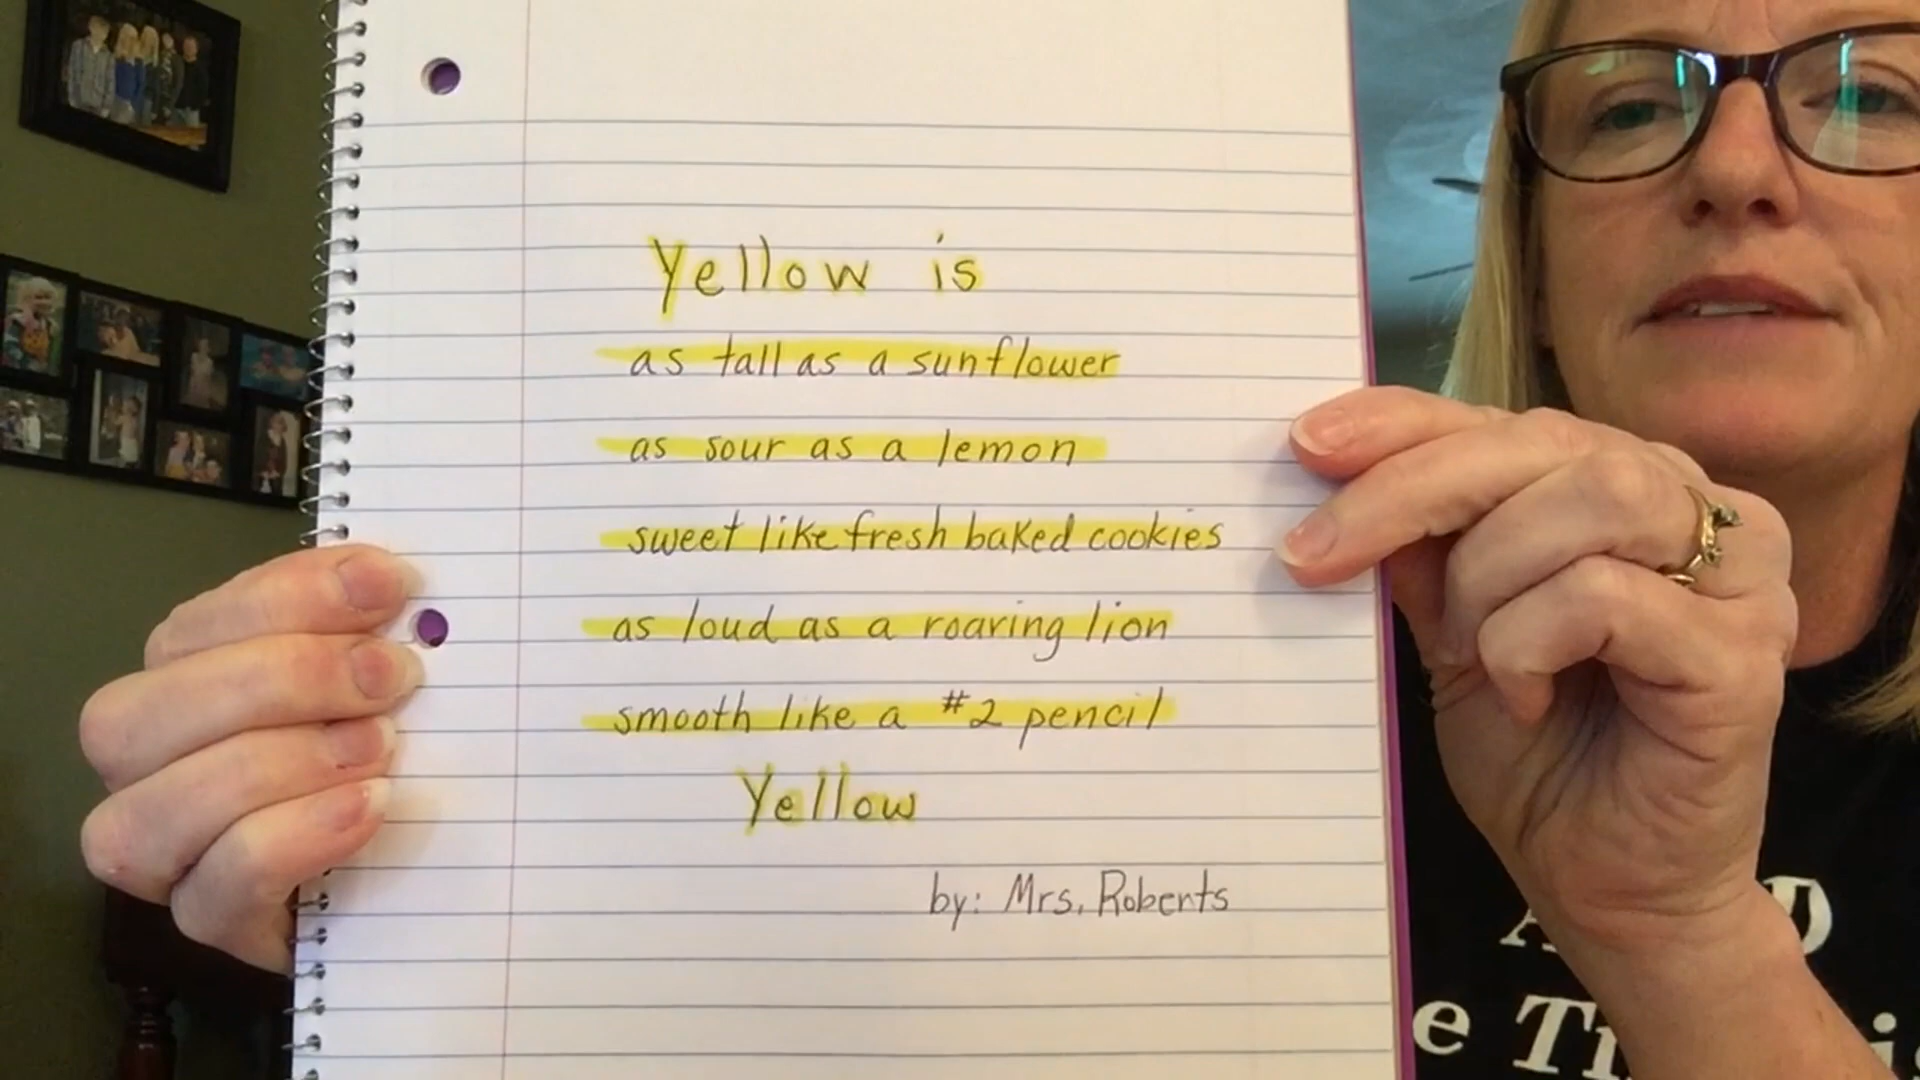 Yellow is
as tall as a sunflower
as sour as a lemon
sweet like fresh baked cookies
as loud as a roaring lion
smooth like a #2 pencil
Yellow
by: Mrs. Roberts